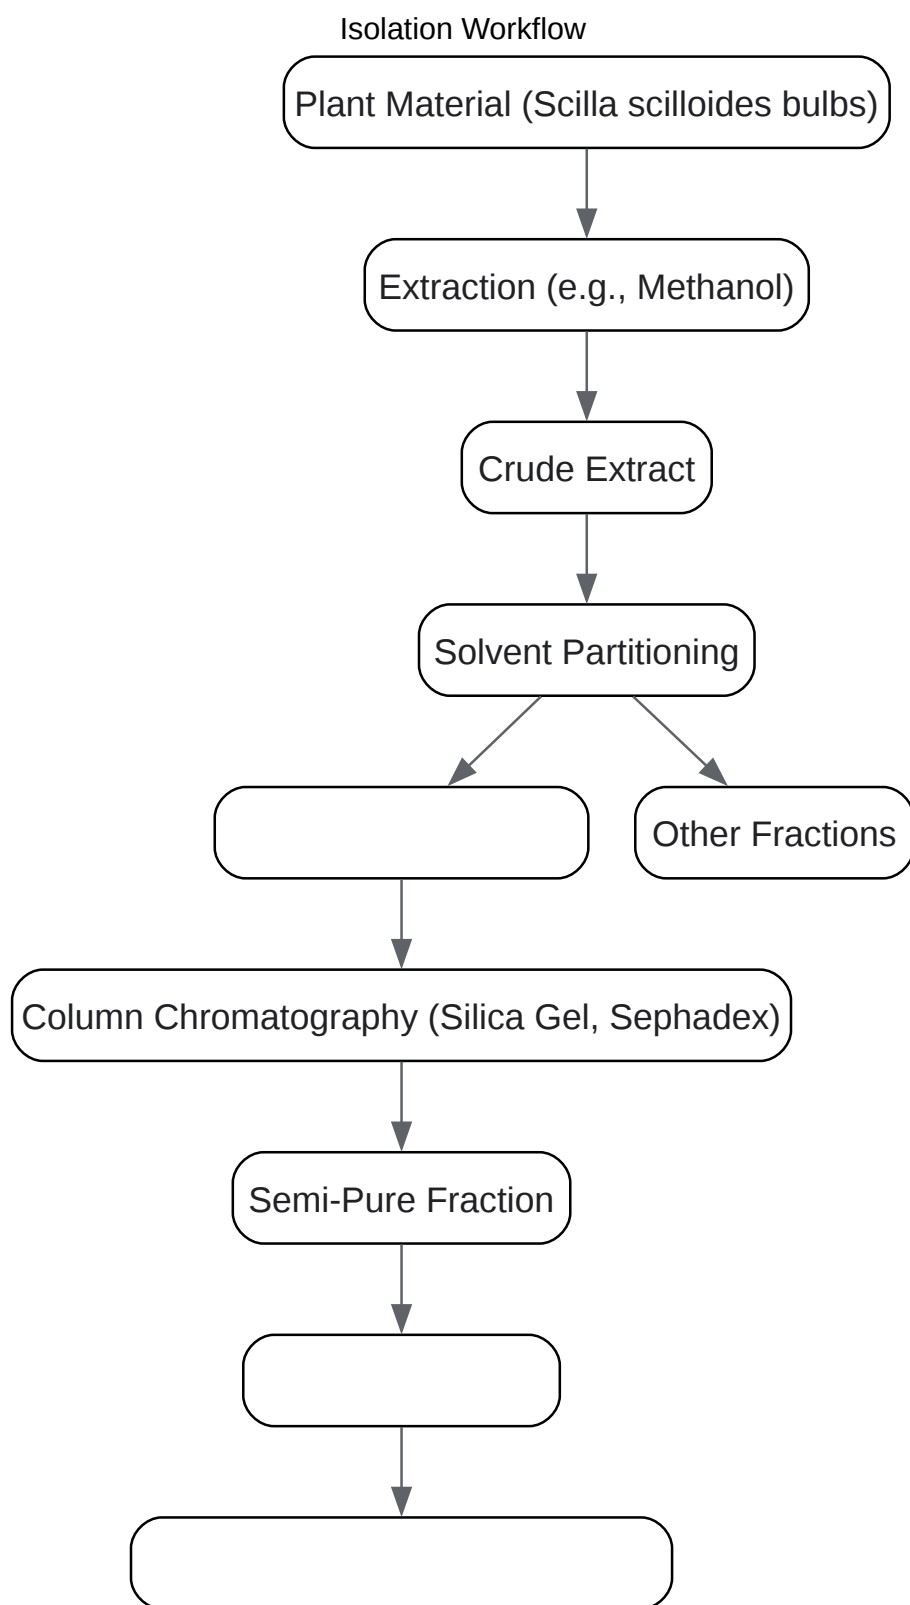 Isolation Workflow
Plant Material (Scilla scilloides bulbs)
Extraction (e.g., Methanol)
Crude Extract
Solvent Partitioning
Other Fractions
Column Chromatography (Silica Gel, Sephadex)
Semi-Pure Fraction